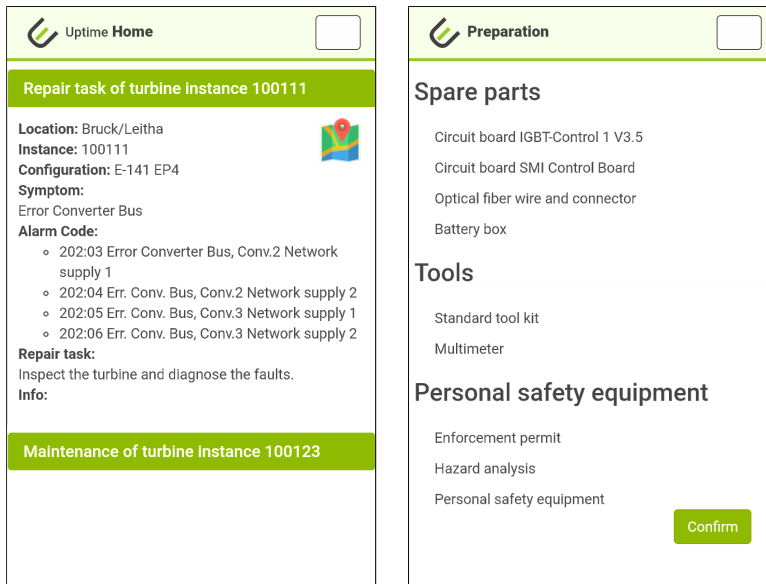 Uptime Home
Repair task of turbine instance 100111
Location: Bruck/Leitha
Instance: 100111
Configuration: E-141 EP4
Symptom:
Error Converter Bus
Alarm Code:
202:03 Error Converter Bus, Conv.2 Network
supply 1
202:04 Err. Conv. Bus, Conv.2 Network supply 2
202:05 Err. Conv. Bus, Conv.3 Network supply 1
202:06 Err. Conv. Bus, Conv.3 Network supply 2
Repair task:
Inspect the turbine and diagnose the faults.
Info:
Maintenance of turbine instance 100123
Preparation
Spare parts
Circuit board IGBT-Control 1 V3.5
Circuit board SMI Control Board
Optical fiber wire and connector
Battery box
Tools
Standard tool kit
Multimeter
Personal safety equipment
Enforcement permit
Hazard analysis
Personal safety equipment
Confirm